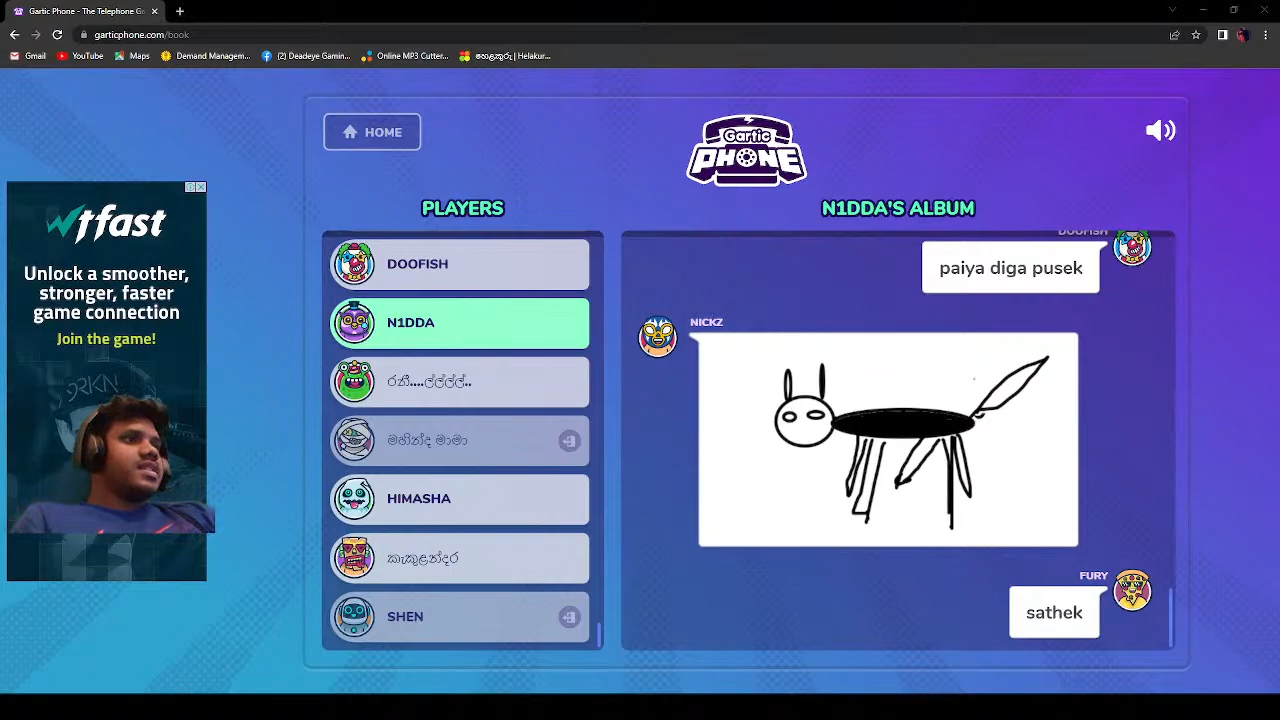 Gartic Phone - The Telephone Ga
garticphone.com/book
Gmail
YouTube
Maps
Demand Managem...
(2) Deadeye Gamin...
Online MP3 Cutter...
HOME
Gartic
PHONE
PLAYERS
N1DDA'S ALBUM
wtfast
Unlock a smoother,
stronger, faster
game connection
Join the game!
DOOFISH
N1DDA
රනී....ල්ල්ල්ල්..
මහින්ද මාමා
HIMASHA
කැකුළන්දර
SHEN
DOOFISH
paiya diga pusek
NICKZ
FURY
sathek